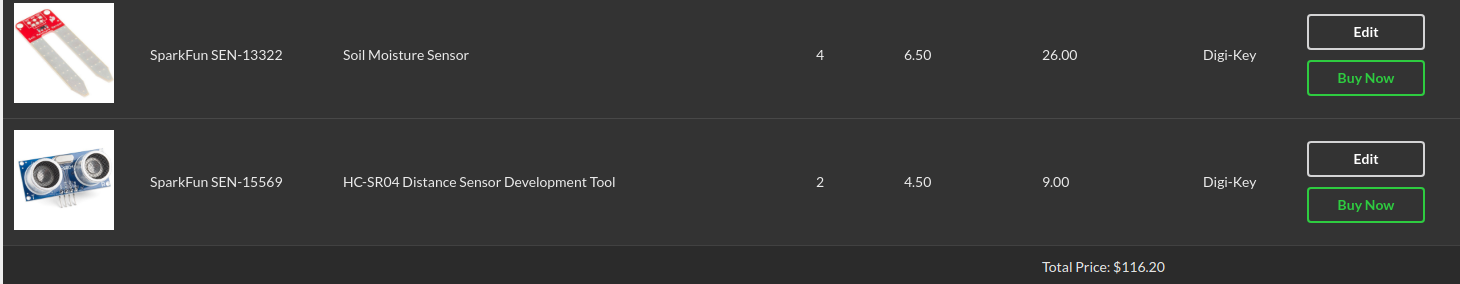 Edit
SparkFun SEN-13322 Soil Moisture Sensor 4 6.50 26.00 Digi-Key
Buy Now
Edit
SparkFun SEN-15569 HC-SR04 Distance Sensor Development Tool 2 4.50 9.00 Digi-Key
Buy Now
Total Price: $116.20